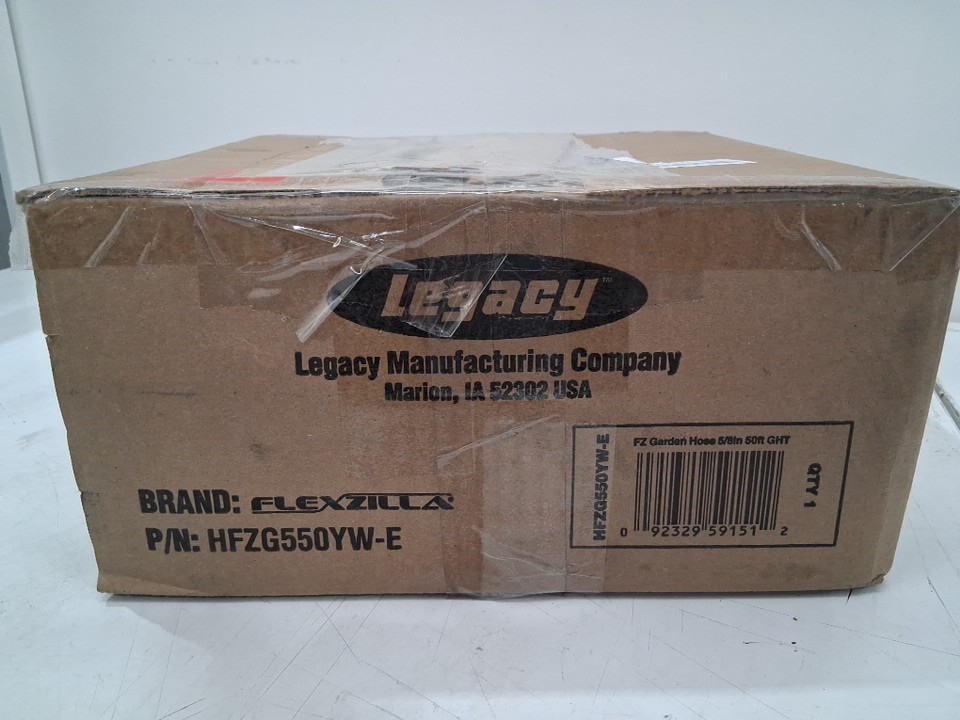 Legacy™
Legacy Manufacturing Company
Marion, IA 52302 USA
BRAND: FLEXZILLA®
P/N: HFZG550YW-E
HFZG550YW-E
FZ Garden Hose 5/8in 50ft GHT
0 92329 59151 2
QTY 1